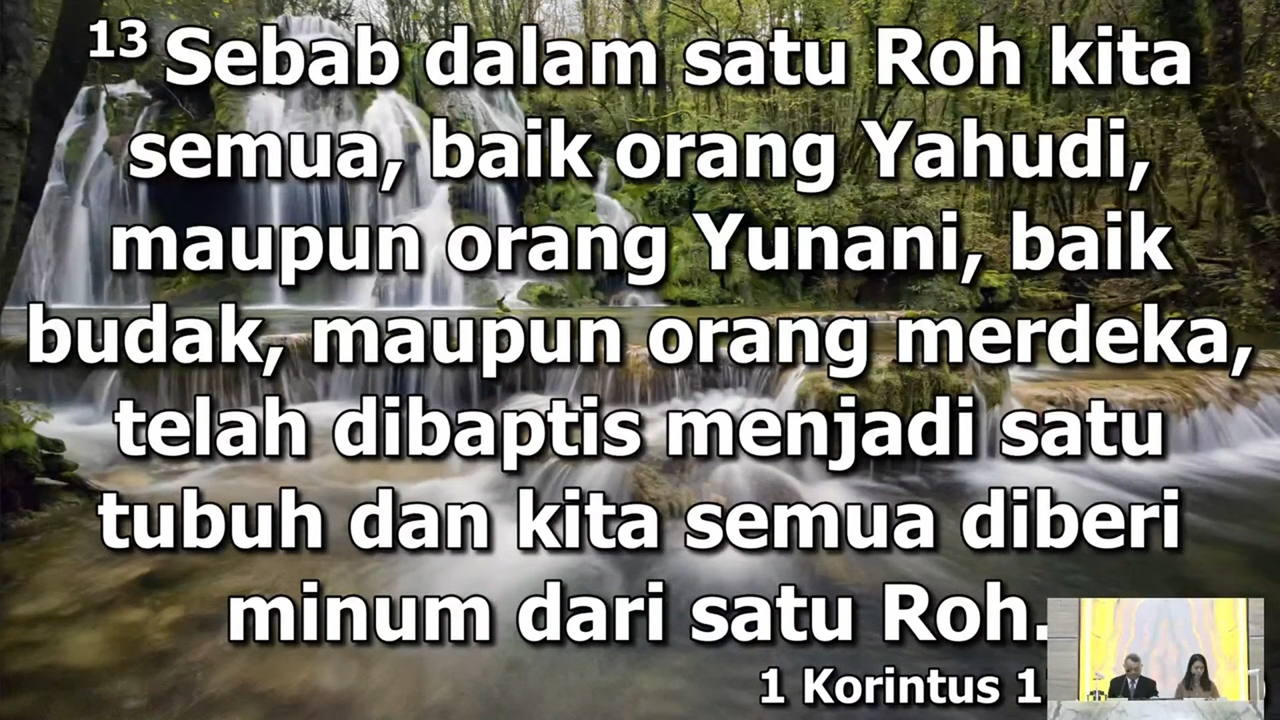 13 Sebab dalam satu Roh kita
semua, baik orang Yahudi,
maupun orang Yunani, baik
budak, maupun orang merdeka,
telah dibaptis menjadi satu
tubuh dan kita semua diberi
minum dari satu Roh.
1 Korintus